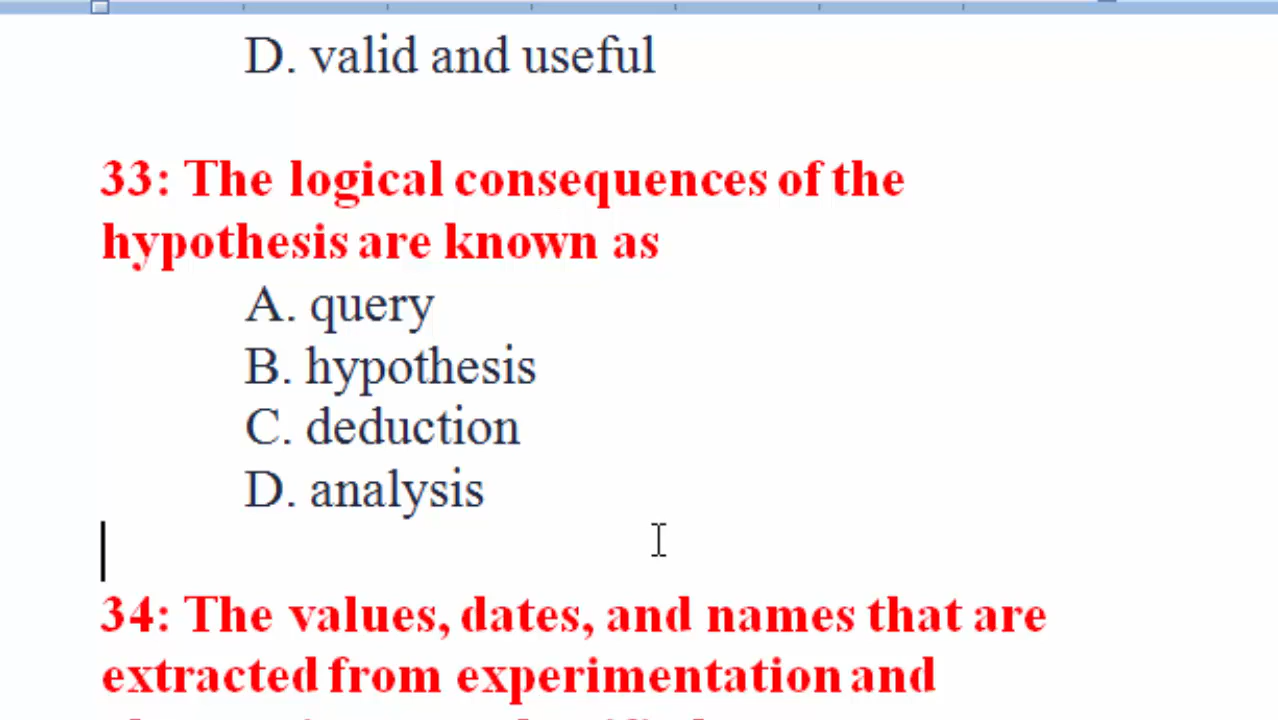 D. valid and useful
33: The logical consequences of the
hypothesis are known as
A. query
B. hypothesis
C. deduction
D. analysis
34: The values, dates, and names that are
extracted from experimentation and